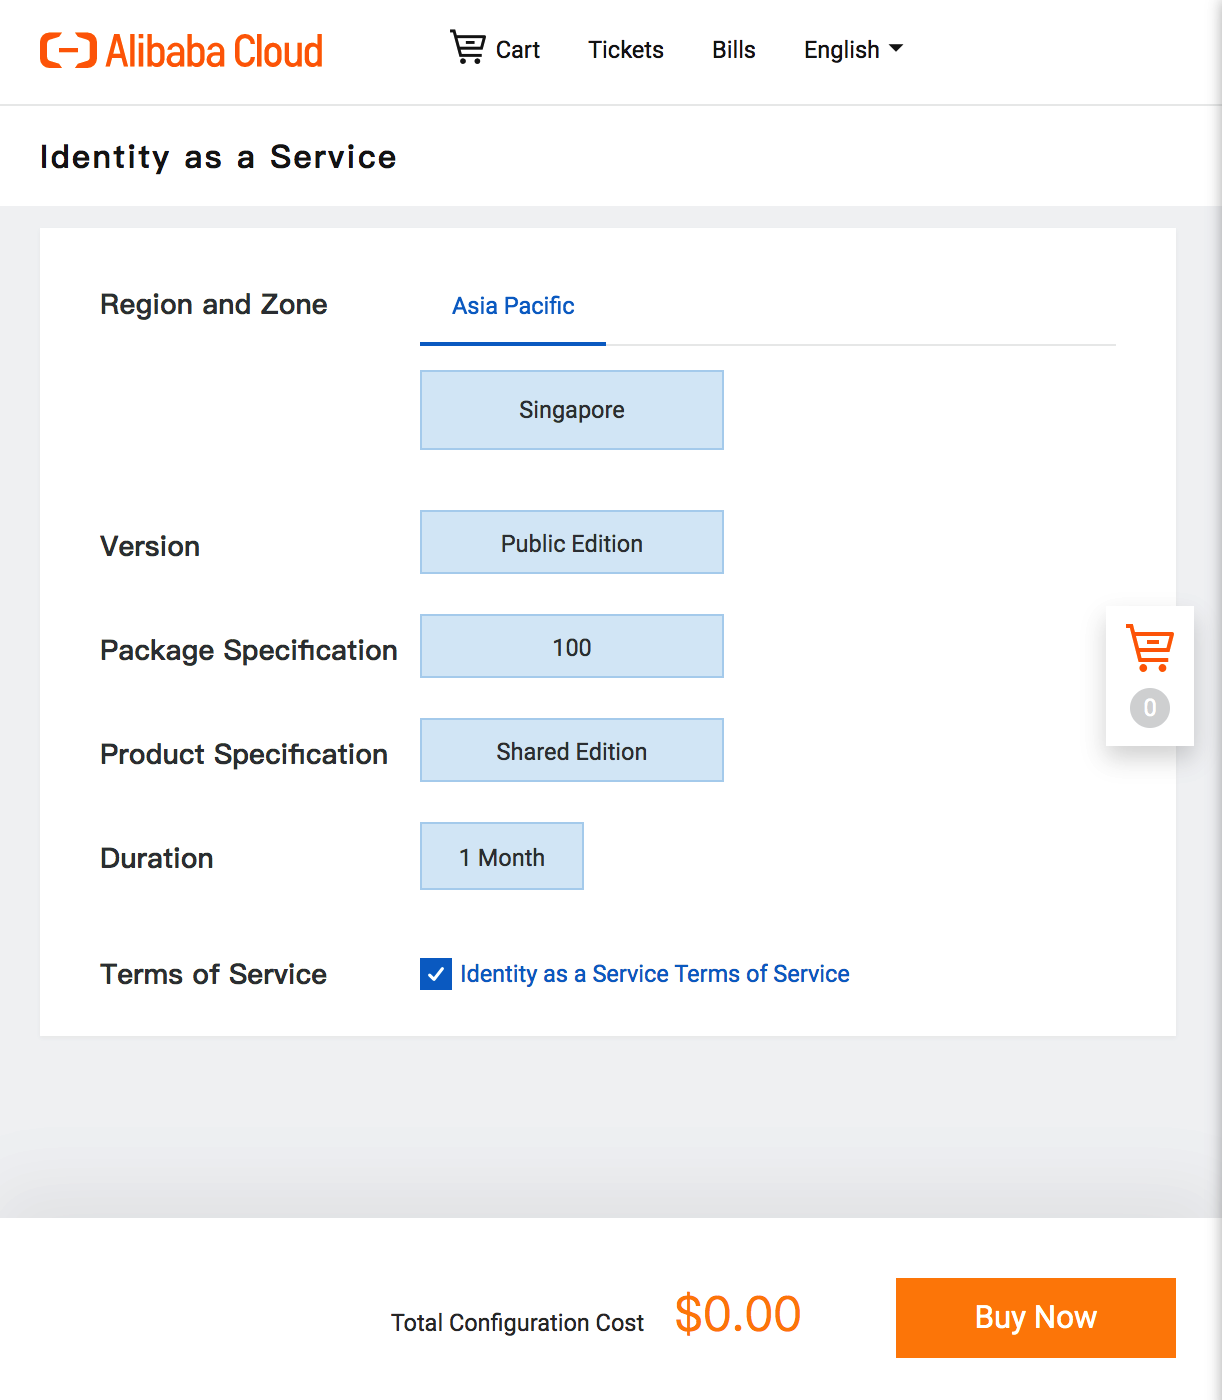 Alibaba Cloud
Cart Tickets Bills English
Identity as a Service
Region and Zone
Asia Pacific
Singapore
Version
Public Edition
Package Specification
100
Product Specification
Shared Edition
Duration
1 Month
Terms of Service
Identity as a Service Terms of Service
0
Total Configuration Cost $0.00
Buy Now